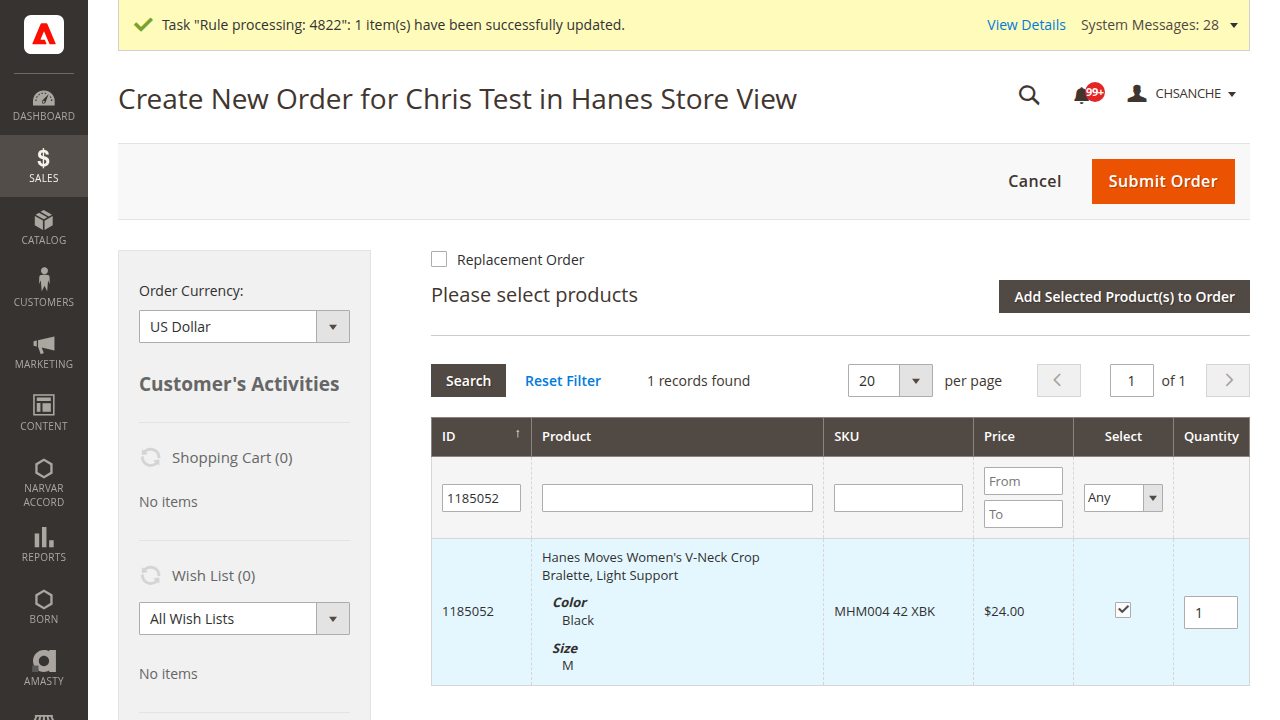 Task "Rule processing: 4822": 1 item(s) have been successfully updated.
View Details
System Messages: 28
Create New Order for Chris Test in Hanes Store View
99+
CHSANCHE
DASHBOARD
$
SALES
CATALOG
CUSTOMERS
MARKETING
CONTENT
NARVAR
ACCORD
REPORTS
BORN
AMASTY
Cancel
Submit Order
Order Currency:
US Dollar
Customer's Activities
Shopping Cart (0)
No items
Wish List (0)
All Wish Lists
No items
Replacement Order
Please select products
Add Selected Product(s) to Order
Search
Reset Filter
1 records found
20
per page
1
of 1
ID ↑
Product
SKU
Price
Select
Quantity
1185052
From
To
Any
1185052
Hanes Moves Women's V-Neck Crop
Bralette, Light Support
Color
Black
Size
M
MHM004 42 XBK
$24.00
1